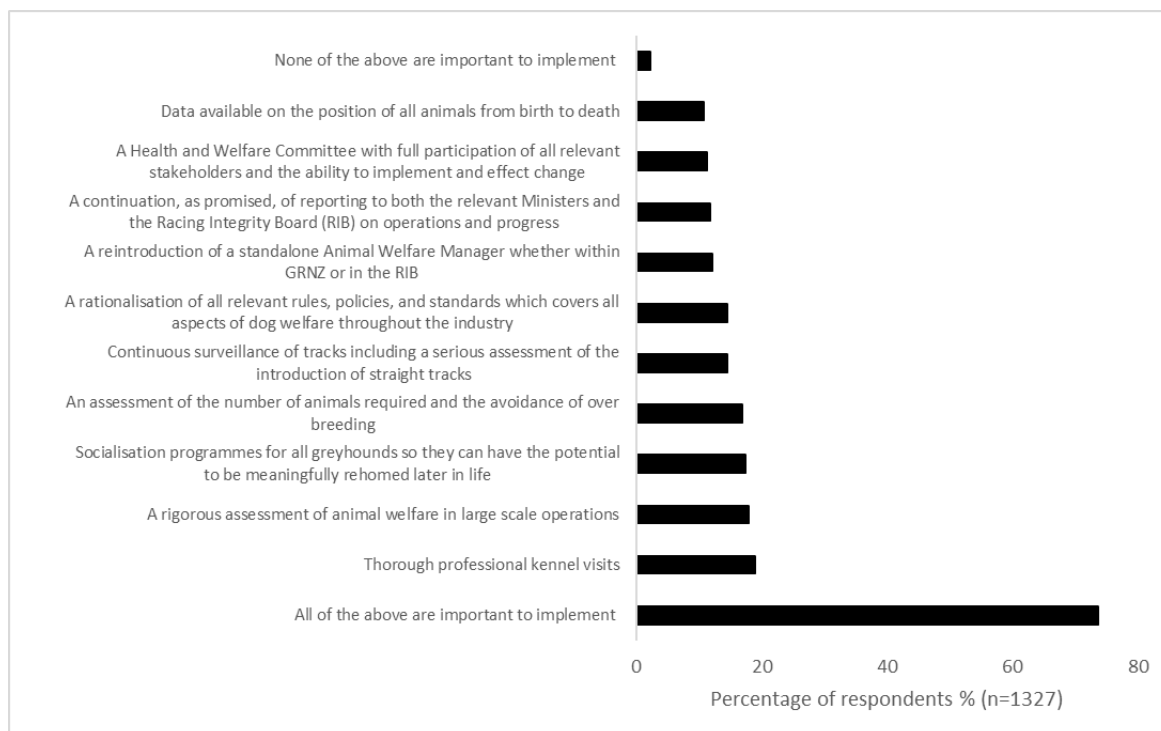 None of the above are important to implement
Data available on the position of all animals from birth to death
A Health and Welfare Committee with full participation of all relevant
stakeholders and the ability to implement and effect change
A continuation, as promised, of reporting to both the relevant Ministers and
the Racing Integrity Board (RIB) on operations and progress
A reintroduction of a standalone Animal Welfare Manager whether within
GRNZ or in the RIB
A rationalisation of all relevant rules, policies, and standards which covers all
aspects of dog welfare throughout the industry
Continuous surveillance of tracks including a serious assessment of the
introduction of straight tracks
An assessment of the number of animals required and the avoidance of over
breeding
Socialisation programmes for all greyhounds so they can have the potential
to be meaningfully rehomed later in life
A rigorous assessment of animal welfare in large scale operations
Thorough professional kennel visits
All of the above are important to implement
0 20 40 60 80
Percentage of respondents % (n=1327)